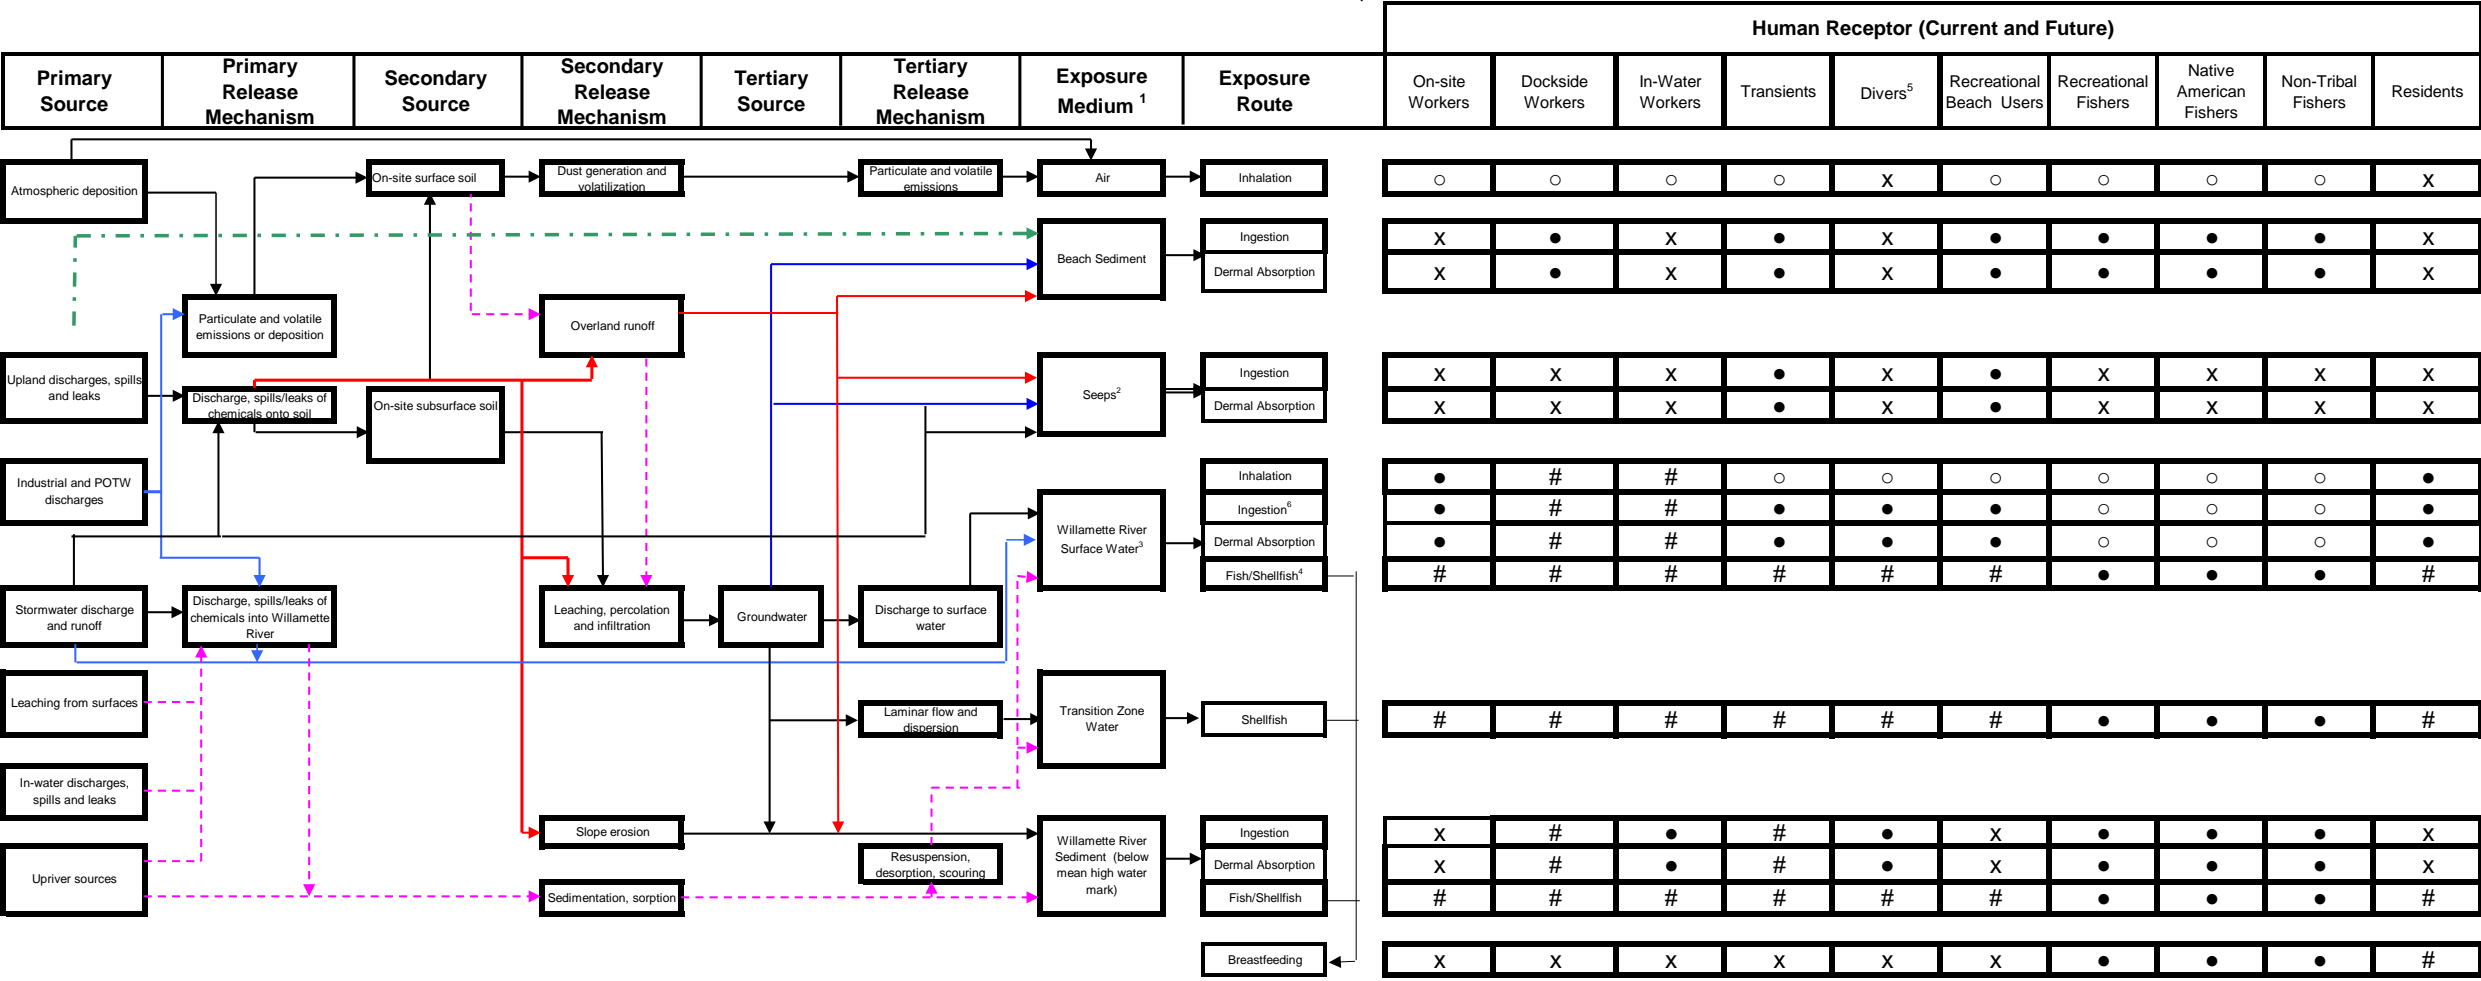 Human Receptor (Current and Future)
Primary
Source
Primary
Release
Mechanism
Secondary
Source
Secondary
Release
Mechanism
Tertiary
Source
Tertiary
Release
Mechanism
Exposure
Medium 1
Exposure
Route
On-site
Workers
Dockside
Workers
In-Water
Workers
Transients
Divers5
Recreational
Beach Users
Recreational
Fishers
Native
American
Fishers
Non-Tribal
Fishers
Residents
Atmospheric deposition
On-site surface soil
Dust generation and
volatilization
Particulate and volatile
emissions
Air
Inhalation
○ ○ ○ ○ x ○ ○ ○ ○ x
Beach Sediment
Ingestion
x ● x ● x ● ● ● ● x
Dermal Absorption
x ● x ● x ● ● ● ● x
Particulate and volatile
emissions or deposition
Overland runoff
Upland discharges, spills
and leaks
Discharge, spills/leaks of
chemicals onto soil
On-site subsurface soil
Seeps2
Ingestion
x x x ● x ● x x x x
Dermal Absorption
x x x ● x ● x x x x
Industrial and POTW
discharges
Willamette River
Surface Water3
Inhalation
● # # ○ ○ ○ ○ ○ ○ ●
Ingestion6
● # # ● ● ● ○ ○ ○ ●
Dermal Absorption
● # # ● ● ● ○ ○ ○ ●
Fish/Shellfish4
# # # # # # ● ● ● #
Stormwater discharge
and runoff
Discharge, spills/leaks of
chemicals into Willamette
River
Leaching, percolation
and infiltration
Groundwater
Discharge to surface
water
Leaching from surfaces
Laminar flow and
dispersion
Transition Zone
Water
Shellfish
# # # # # # ● ● ● #
In-water discharges,
spills and leaks
Slope erosion
Willamette River
Sediment (below
mean high water
mark)
Ingestion
x # ● # ● x ● ● ● x
Upriver sources
Resuspension,
desorption, scouring
Dermal Absorption
x # ● # ● x ● ● ● x
Sedimentation, sorption
Fish/Shellfish
# # # # # # ● ● ● #
Breastfeeding
x x x x x x ● ● ● #